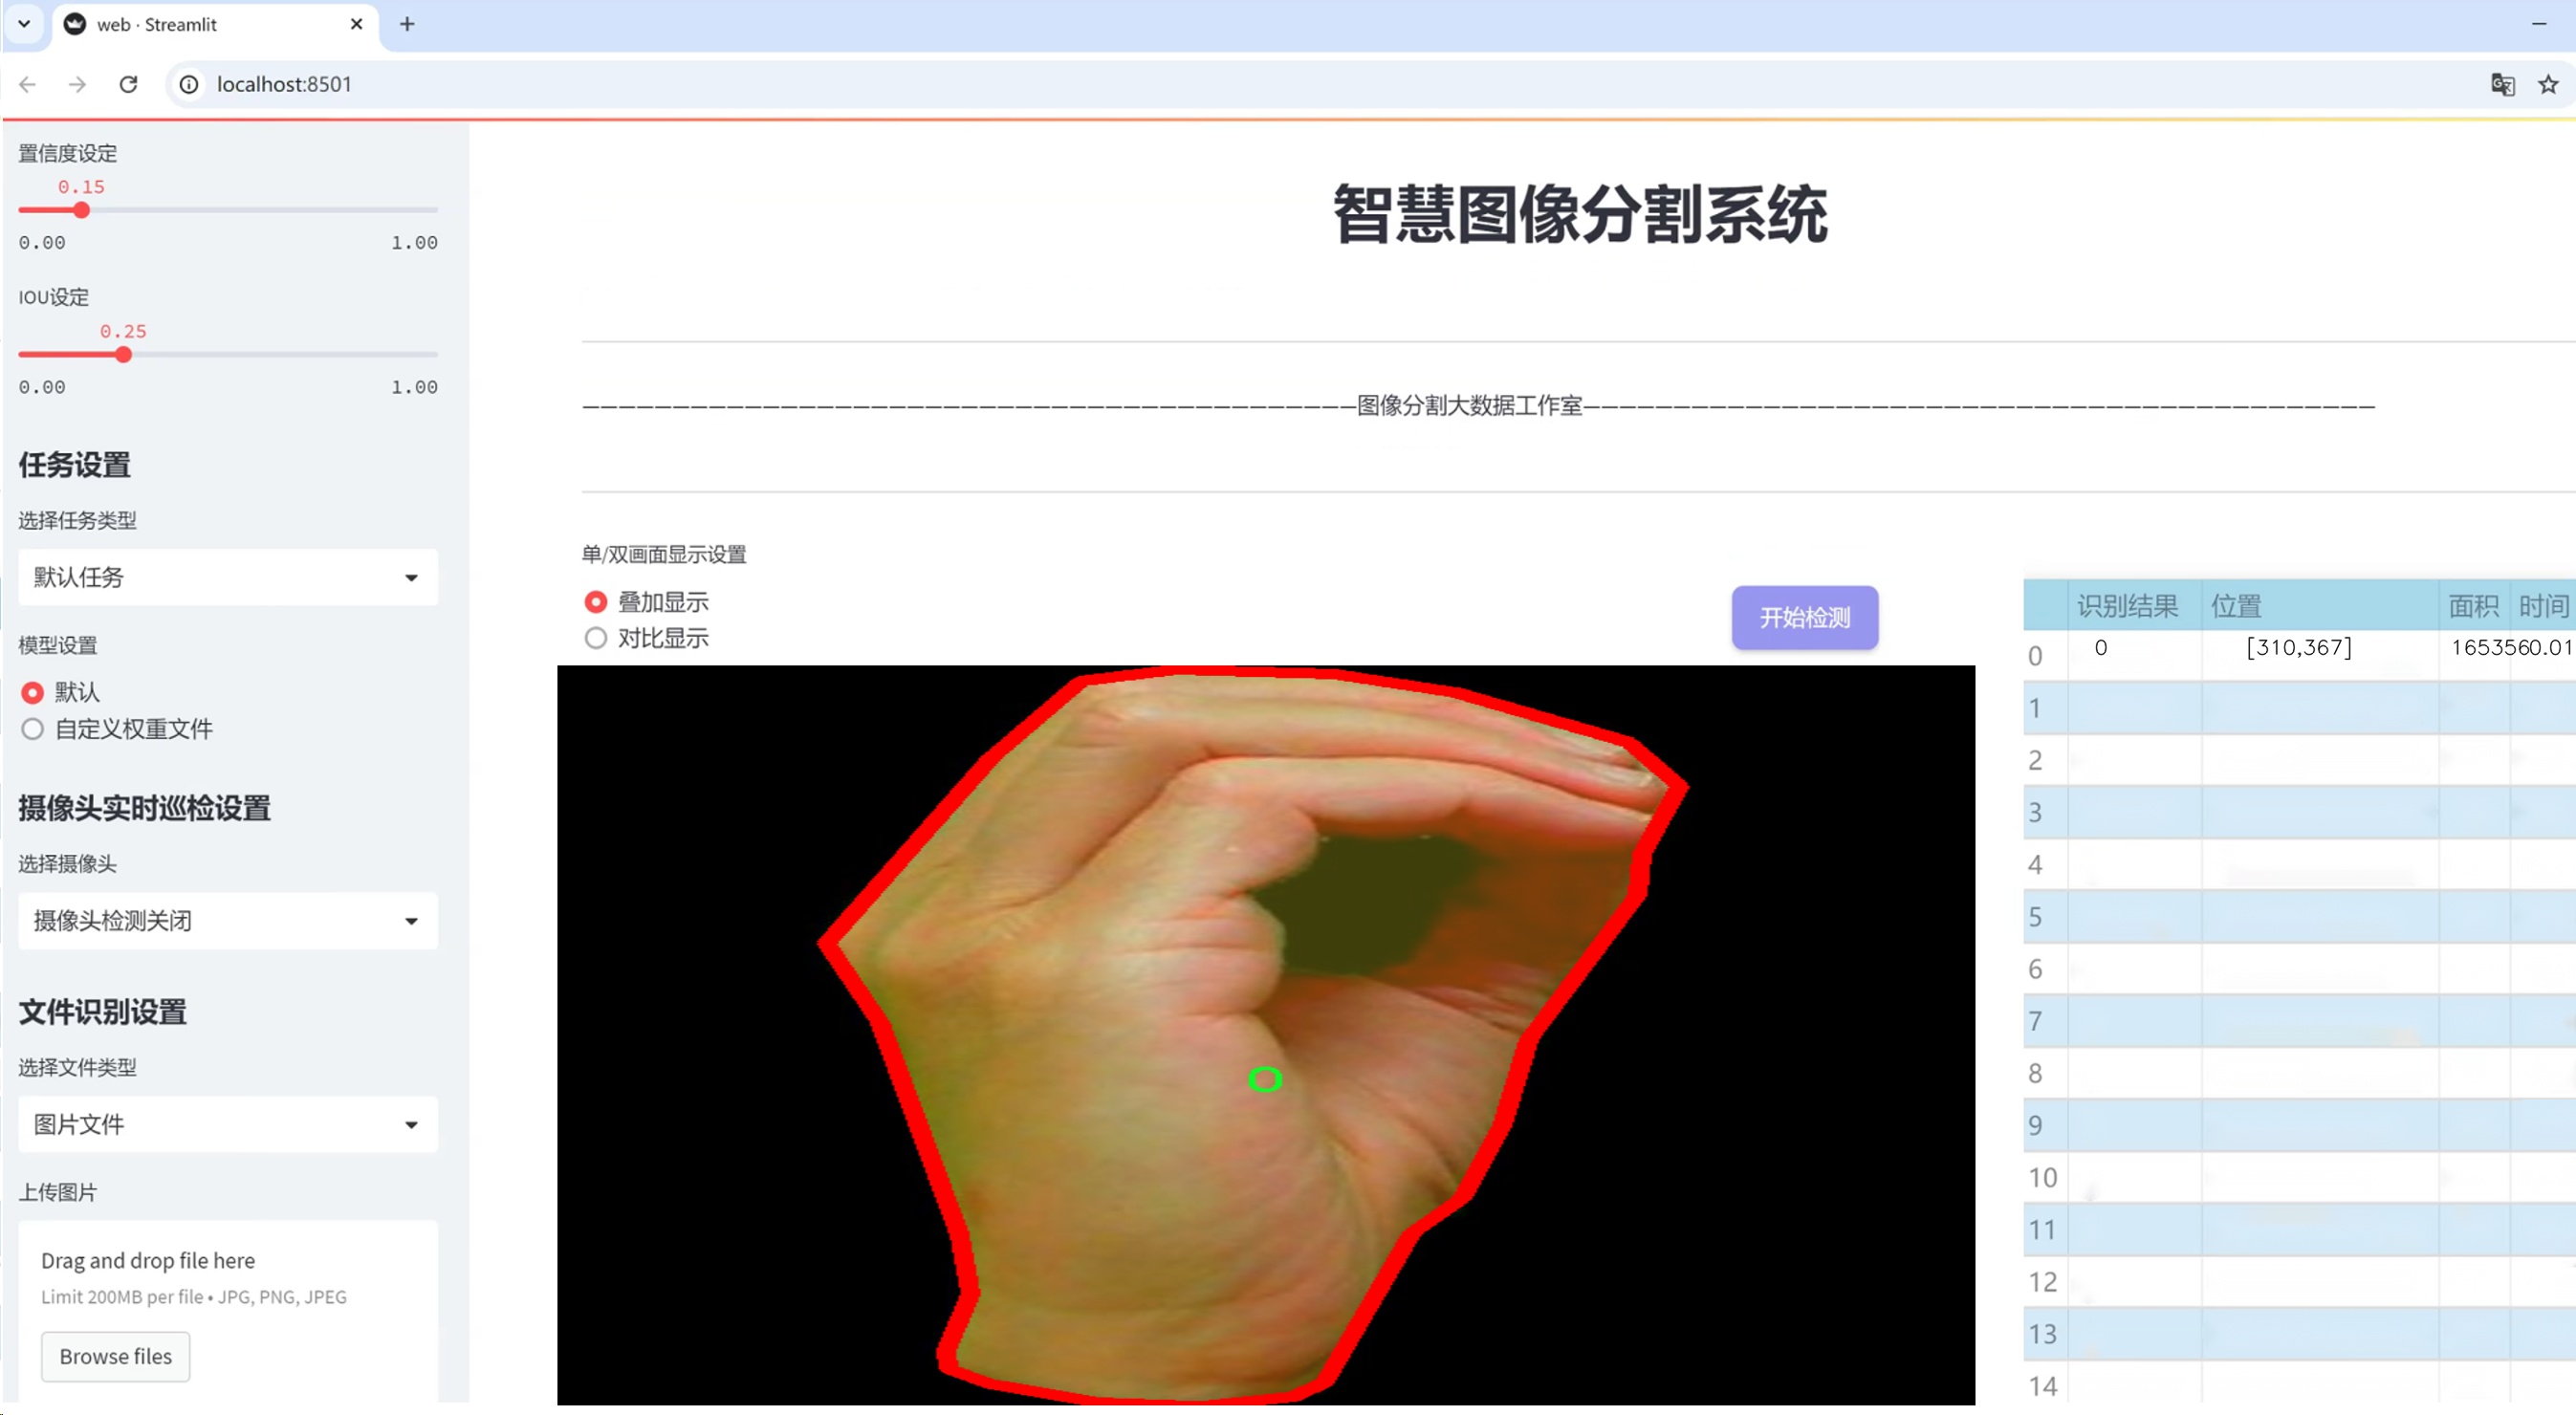 web · Streamlit
localhost:8501
置信度设定
0.15
0.00 1.00
IOU设定
0.25
0.00 1.00
任务设置
选择任务类型
默认任务
模型设置
默认
自定义权重文件
摄像头实时巡检设置
选择摄像头
摄像头检测关闭
文件识别设置
选择文件类型
图片文件
上传图片
Drag and drop file here
Limit 200MB per file • JPG, PNG, JPEG
Browse files
智慧图像分割系统
———————————————————————————————————————————图像分割大数据工作室————————————————————————————————————————————
单/双画面显示设置
叠加显示
对比显示
开始检测
识别结果 位置 面积 时间
0 0 [310,367] 1653560.01
1
2
3
4
5
6
7
8
9
10
11
12
13
14